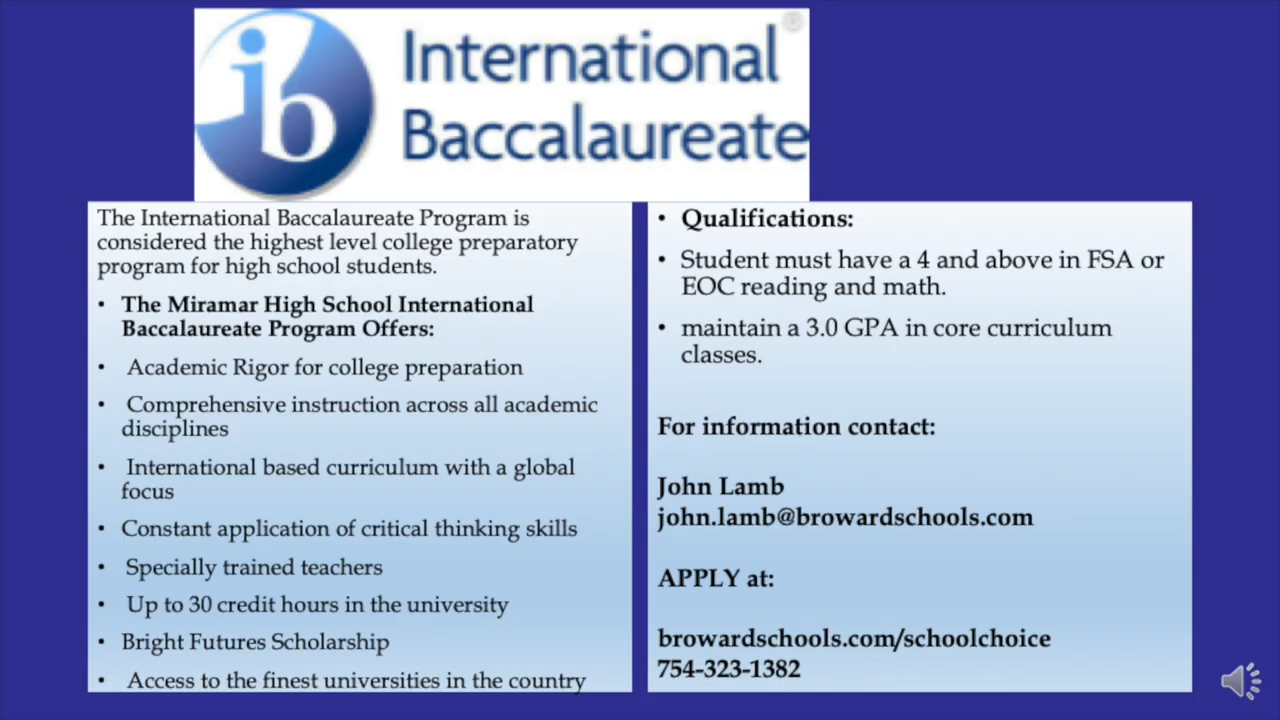 ib International
Baccalaureate
The International Baccalaureate Program is
considered the highest level college preparatory
program for high school students.
• The Miramar High School International
Baccalaureate Program Offers:
• Academic Rigor for college preparation
• Comprehensive instruction across all academic
disciplines
• International based curriculum with a global
focus
• Constant application of critical thinking skills
• Specially trained teachers
• Up to 30 credit hours in the university
• Bright Futures Scholarship
• Access to the finest universities in the country
• Qualifications:
• Student must have a 4 and above in FSA or
EOC reading and math.
• maintain a 3.0 GPA in core curriculum
classes.
For information contact:
John Lamb
john.lamb@browardschools.com
APPLY at:
browardschools.com/schoolchoice
754-323-1382